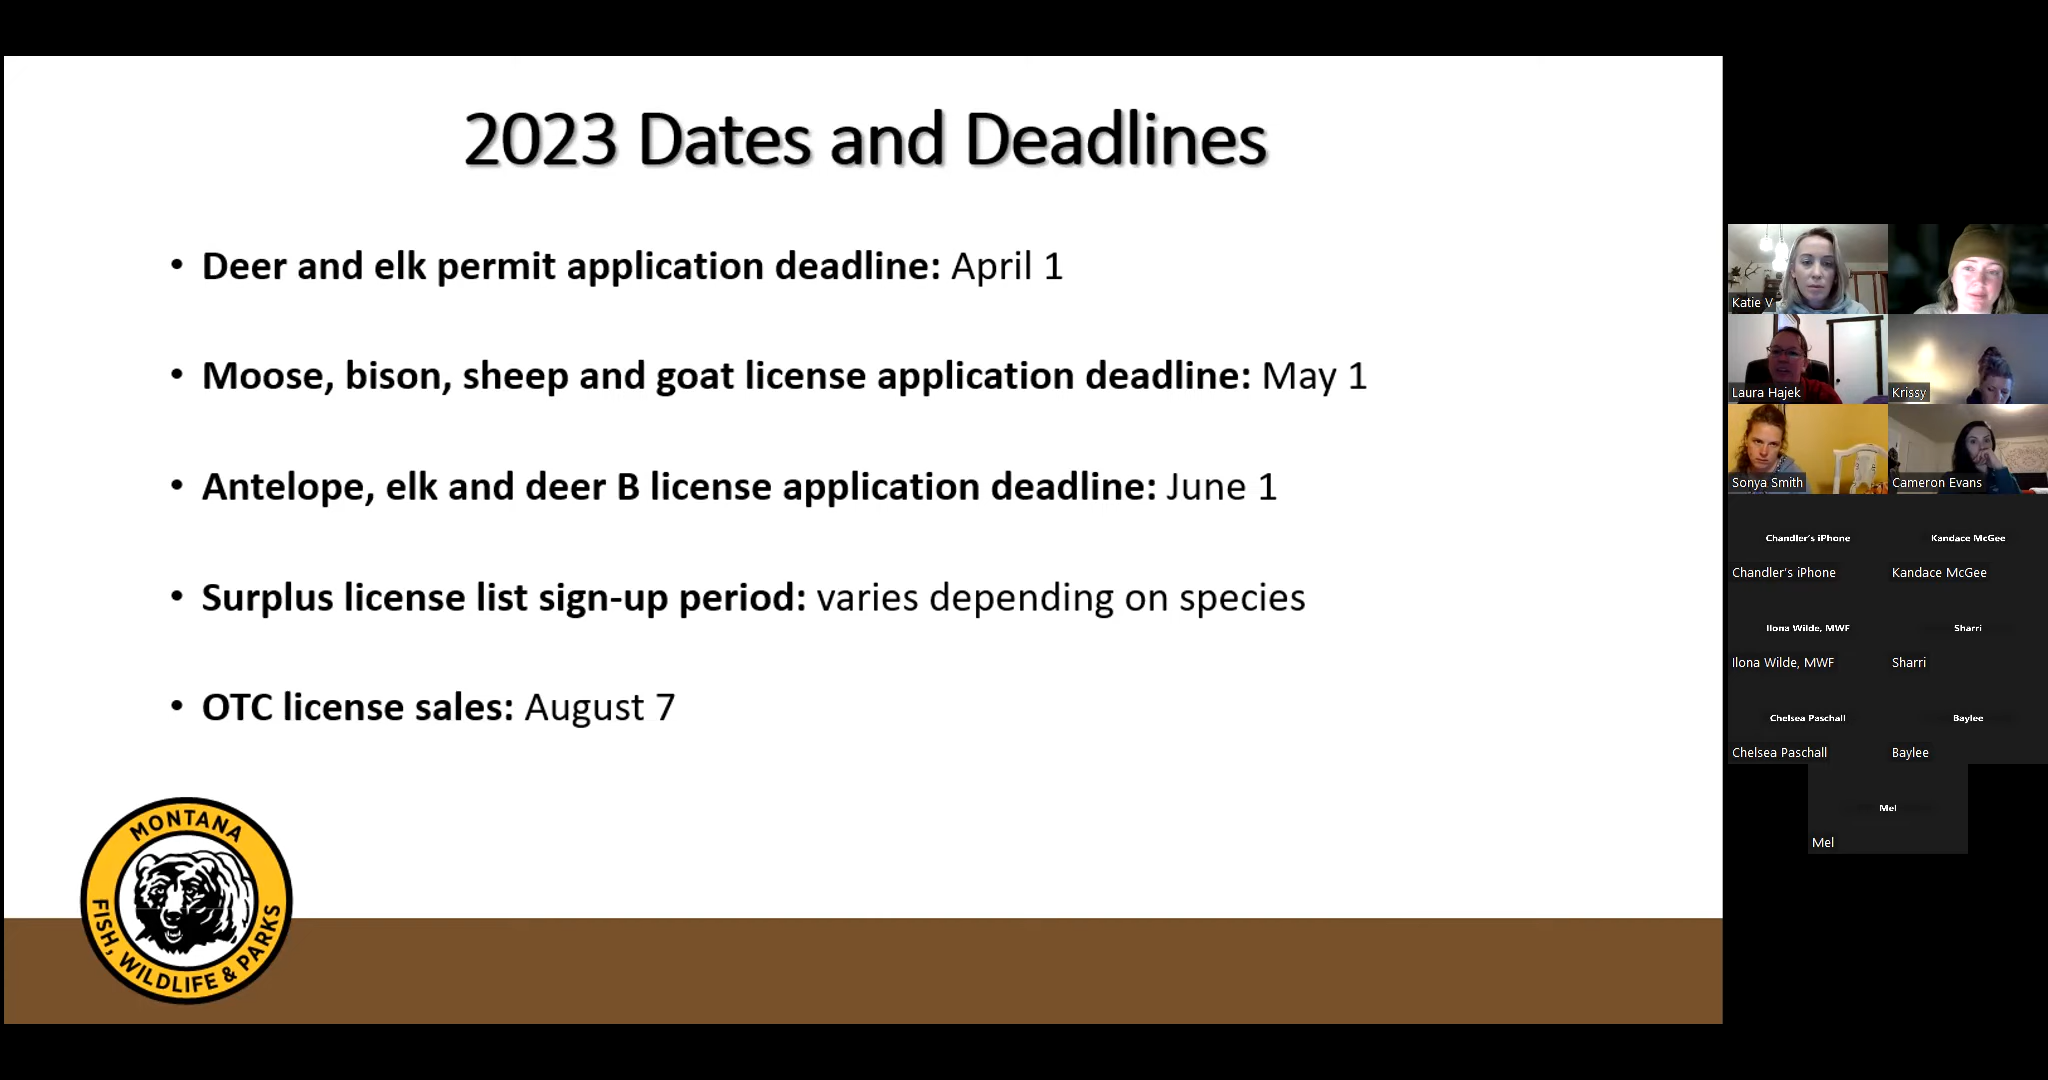 2023 Dates and Deadlines
• Deer and elk permit application deadline: April 1
• Moose, bison, sheep and goat license application deadline: May 1
• Antelope, elk and deer B license application deadline: June 1
• Surplus license list sign-up period: varies depending on species
• OTC license sales: August 7
MONTANA
FISH, WILDLIFE & PARKS
Katie V
Laura Hajek
Krissy
Sonya Smith
Cameron Evans
Chandler's iPhone
Kandace McGee
Chandler's iPhone
Kandace McGee
Ilona Wilde, MWF
Sharri
Ilona Wilde, MWF
Sharri
Chelsea Paschall
Baylee
Chelsea Paschall
Baylee
Mel
Mel